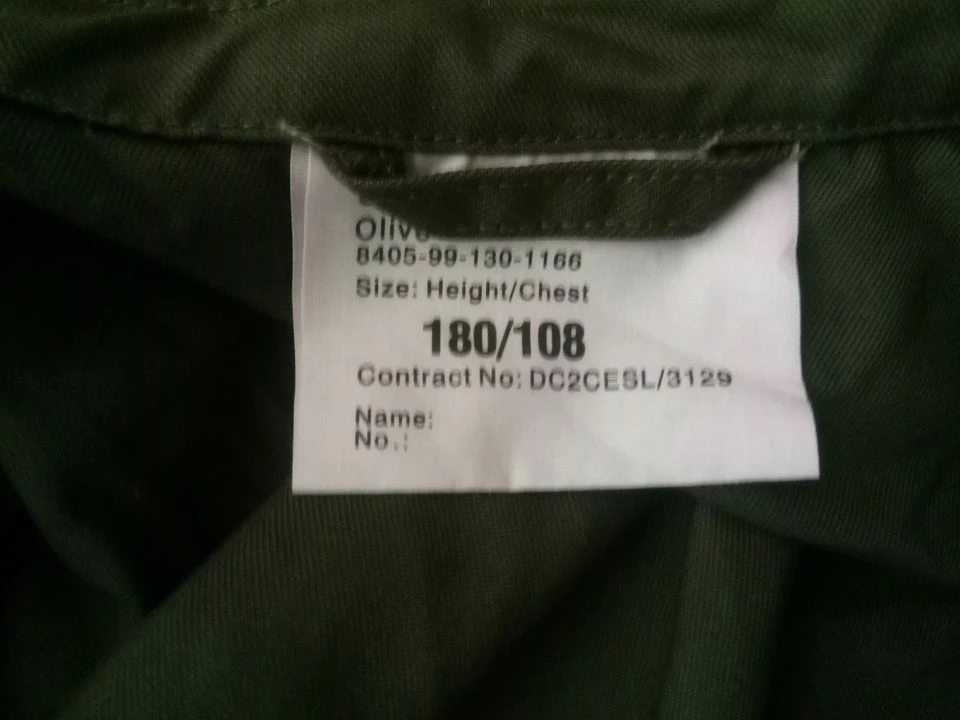 Olive
8405-99-130-1166
Size: Height/Chest
180/108
Contract No: DC2CESL/3129
Name:
No.: